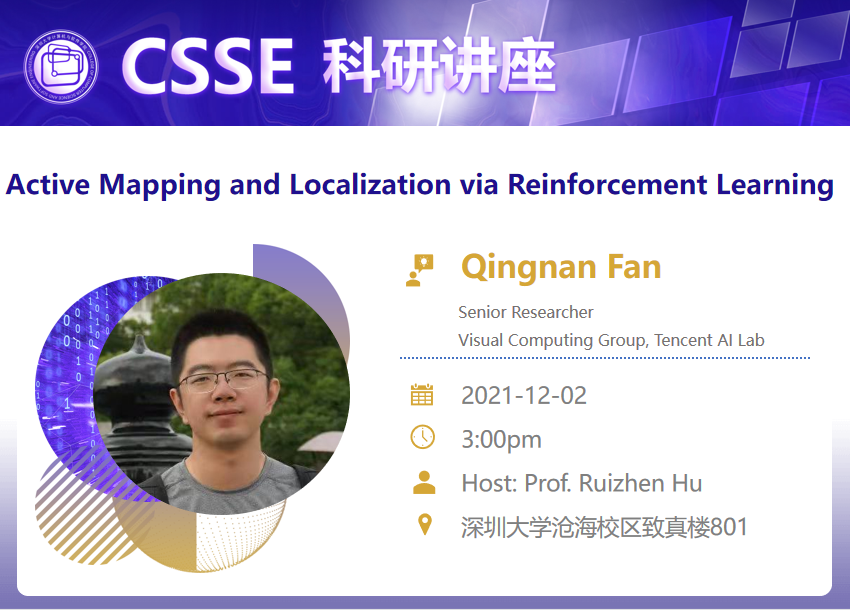 CSSE 科研讲座
Active Mapping and Localization via Reinforcement Learning
Qingnan Fan
Senior Researcher
Visual Computing Group, Tencent AI Lab
2021-12-02
3:00pm
Host: Prof. Ruizhen Hu
深圳大学沧海校区致真楼801